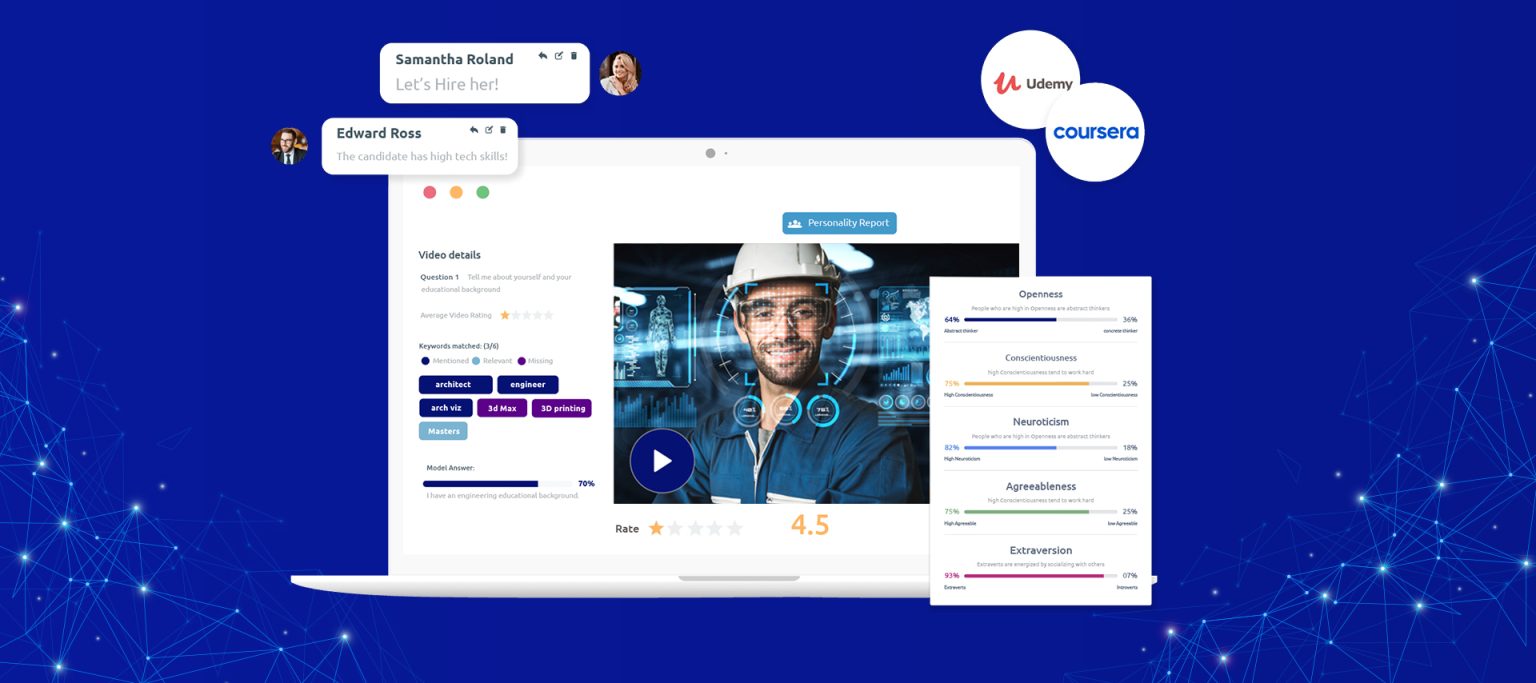 Samantha Roland
Let's Hire her!
Edward Ross
The candidate has high tech skills!
Udemy
coursera
Personality Report
Video details
Question 1 Tell me about yourself and your
educational background
Average Video Rating
Keywords matched: (3/6)
Mentioned Relevant Missing
architect engineer
arch viz 3d Max 3D printing
Masters
Model Answer:
70%
I have an engineering educational background.
Rate 4.5
Openness
People who are high in Openness are abstract thinkers
64% 36%
Abstract thinker concrete thinker
Conscientiousness
high Conscientiousness tend to work hard
75% 25%
High Conscientiousness low Conscientiousness
Neuroticism
People who are high in Openness are abstract thinkers
82% 18%
High Neuroticism low Neuroticism
Agreeableness
high Conscientiousness tend to work hard
75% 25%
High Agreeable low Agreeable
Extraversion
Extraverts are energized by socializing with others
93% 07%
Extraverts Introverts